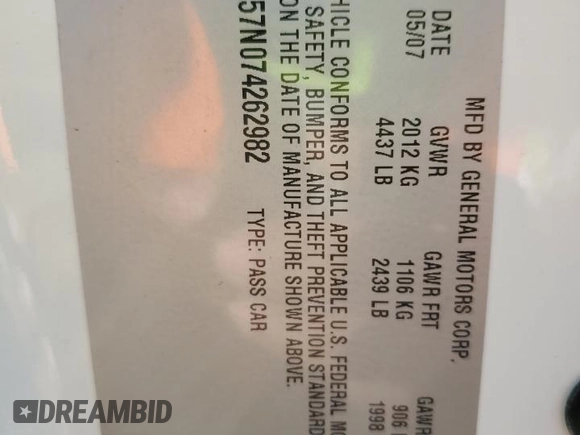 MFD BY GENERAL MOTORS CORP.
DATE GVWR GAWR FRT GAWR
05/07 2012 KG 1106 KG 906
4437 LB 2439 LB 1998
HICLE CONFORMS TO ALL APPLICABLE U.S. FEDERAL MO
SAFETY, BUMPER, AND THEFT PREVENTION STANDARD
ON THE DATE OF MANUFACTURE SHOWN ABOVE.
57N074262982 TYPE: PASS CAR
DREAMBID